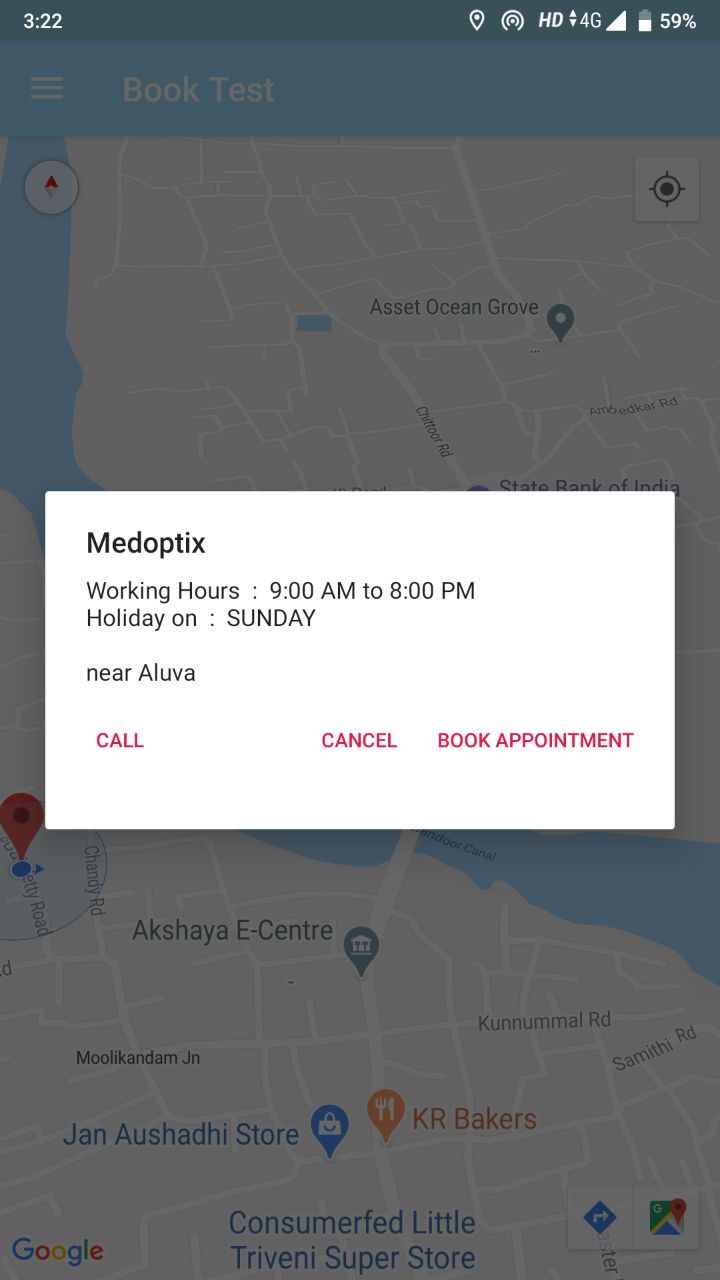 3:22
HD 4G 59%
Book Test
Asset Ocean Grove
Ambedkar Rd
Chittoor Rd
State Bank of India
Medoptix
Working Hours : 9:00 AM to 8:00 PM
Holiday on : SUNDAY
near Aluva
CALL CANCEL BOOK APPOINTMENT
Canal
Chandy Rd
Road
Akshaya E-Centre
Kunnummal Rd
Samithi Rd
Moolikandam Jn
KR Bakers
Jan Aushadhi Store
Consumerfed Little
Triveni Super Store
Google